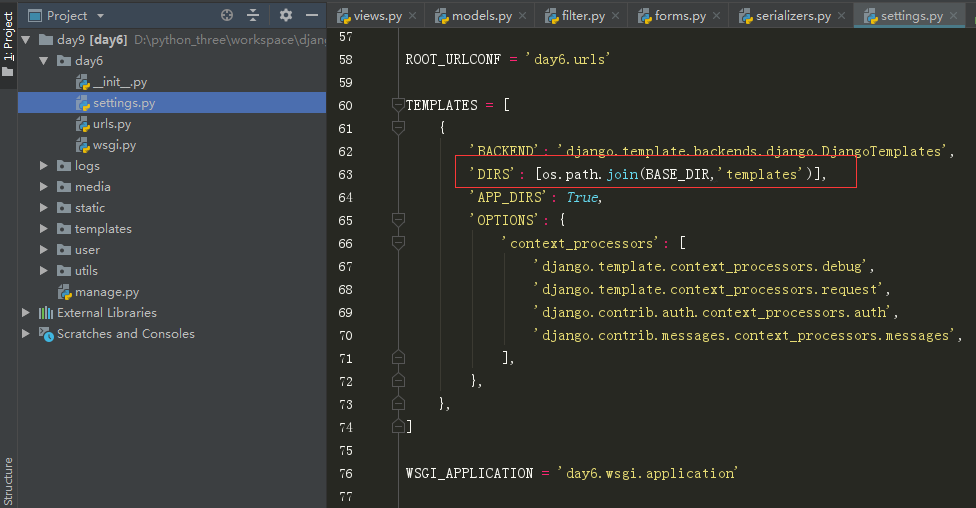 Project
views.py
models.py
filter.py
forms.py
serializers.py
settings.py
1: Project
Structure
day9 [day6] D:\python_three\workspace\djan
day6
__init__.py
settings.py
urls.py
wsgi.py
logs
media
static
templates
user
utils
manage.py
External Libraries
Scratches and Consoles
57
58 ROOT_URLCONF = 'day6.urls'
59
60 TEMPLATES = [
61 {
62 'BACKEND': 'django.template.backends.django.DjangoTemplates',
63 'DIRS': [os.path.join(BASE_DIR,'templates')],
64 'APP_DIRS': True,
65 'OPTIONS': {
66 'context_processors': [
67 'django.template.context_processors.debug',
68 'django.template.context_processors.request',
69 'django.contrib.auth.context_processors.auth',
70 'django.contrib.messages.context_processors.messages',
71 ],
72 },
73 },
74 ]
75
76 WSGI_APPLICATION = 'day6.wsgi.application'
77